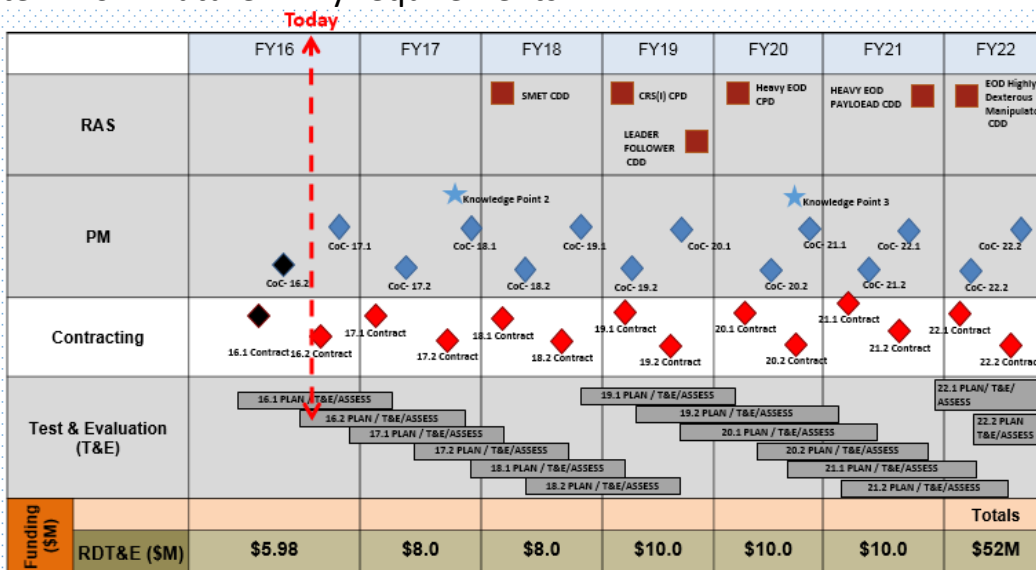 Today
FY16 FY17 FY18 FY19 FY20 FY21 FY22
RAS
SMET CDD
CRS(I) CPD
LEADER
FOLLOWER
CDD
Heavy EOD
CPD
HEAVY EOD
PAYLOEAD CDD
EOD Highly
Dexterous
Manipulato
CDD
PM
Knowledge Point 2
Knowledge Point 3
CoC- 17.1
CoC- 18.1
CoC- 19.1
CoC- 20.1
CoC- 21.1
CoC- 22.1
CoC- 22.2
CoC- 16.2
CoC- 17.2
CoC- 18.2
CoC- 19.2
CoC- 20.2
CoC- 21.2
CoC- 22.2
Contracting
16.1 Contract
16.2 Contract
17.1 Contract
17.2 Contract
18.1 Contract
18.2 Contract
19.1 Contract
19.2 Contract
20.1 Contract
20.2 Contract
21.1 Contract
21.2 Contract
22.1 Contract
22.2 Contrac
Test & Evaluation
(T&E)
16.1 PLAN / T&E/ASSESS
16.2 PLAN / T&E/ASSESS
17.1 PLAN / T&E/ASSESS
17.2 PLAN / T&E/ASSESS
18.1 PLAN / T&E/ASSESS
18.2 PLAN / T&E/ASSESS
19.1 PLAN / T&E/ASSESS
19.2 PLAN / T&E/ASSESS
20.1 PLAN / T&E/ASSESS
20.2 PLAN / T&E/ASSESS
21.1 PLAN / T&E/ASSESS
21.2 PLAN / T&E/ASSESS
22.1 PLAN/ T&E/
ASSESS
22.2 PLAN
T&E/ASSESS
Funding
($M)
Totals
RDT&E ($M) $5.98 $8.0 $8.0 $10.0 $10.0 $10.0 $52M